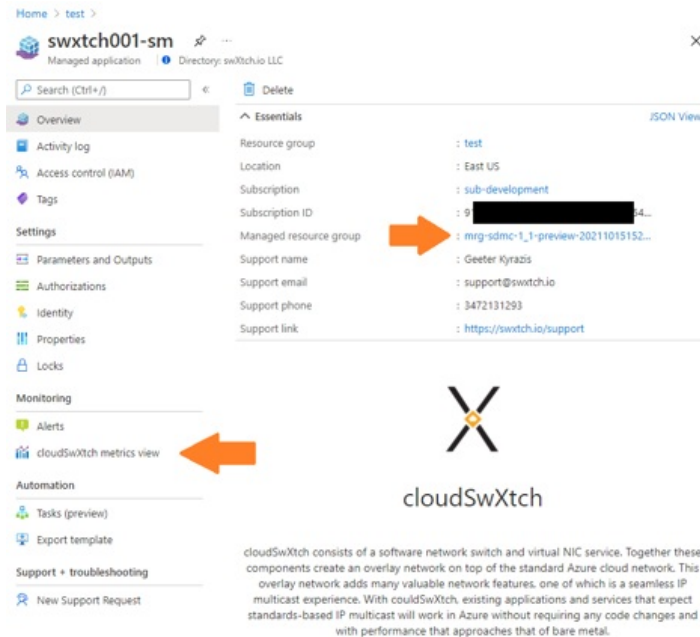 Home > test >
swxtch001-sm
Managed application
Directory: swXtch.io LLC
Search (Ctrl+/)
Overview
Activity log
Access control (IAM)
Tags
Settings
Parameters and Outputs
Authorizations
Identity
Properties
Locks
Monitoring
Alerts
cloudSwXtch metrics view
Automation
Tasks (preview)
Export template
Support + troubleshooting
New Support Request
Delete
Essentials
JSON View
Resource group : test
Location : East US
Subscription : sub-development
Subscription ID : 9
Managed resource group : mrg-sdmc-1_1-preview-20211015152...
Support name : Geeter Kyrazis
Support email : support@swxtch.io
Support phone : 3472131293
Support link : https://swxtch.io/support
cloudSwXtch
cloudSwXtch consists of a software network switch and virtual NIC service. Together these
components create an overlay network on top of the standard Azure cloud network. This
overlay network adds many valuable network features, one of which is a seamless IP
multicast experience. With couldSwXtch, existing applications and services that expect
standards-based IP multicast will work in Azure without requiring any code changes and
with performance that approaches that of bare metal.